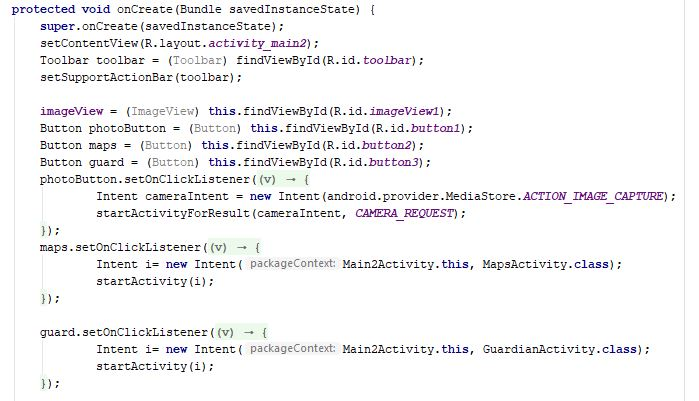 protected void onCreate(Bundle savedInstanceState) {
super.onCreate(savedInstanceState);
setContentView(R.layout.activity_main2);
Toolbar toolbar = (Toolbar) findViewById(R.id.toolbar);
setSupportActionBar(toolbar);
imageView = (ImageView) this.findViewById(R.id.imageView1);
Button photoButton = (Button) this.findViewById(R.id.button1);
Button maps = (Button) this.findViewById(R.id.button2);
Button guard = (Button) this.findViewById(R.id.button3);
photoButton.setOnClickListener((v) → {
Intent cameraIntent = new Intent(android.provider.MediaStore.ACTION_IMAGE_CAPTURE);
startActivityForResult(cameraIntent, CAMERA_REQUEST);
});
maps.setOnClickListener((v) → {
Intent i= new Intent( packageContext: Main2Activity.this, MapsActivity.class);
startActivity(i);
});
guard.setOnClickListener((v) → {
Intent i= new Intent( packageContext: Main2Activity.this, GuardianActivity.class);
startActivity(i);
});